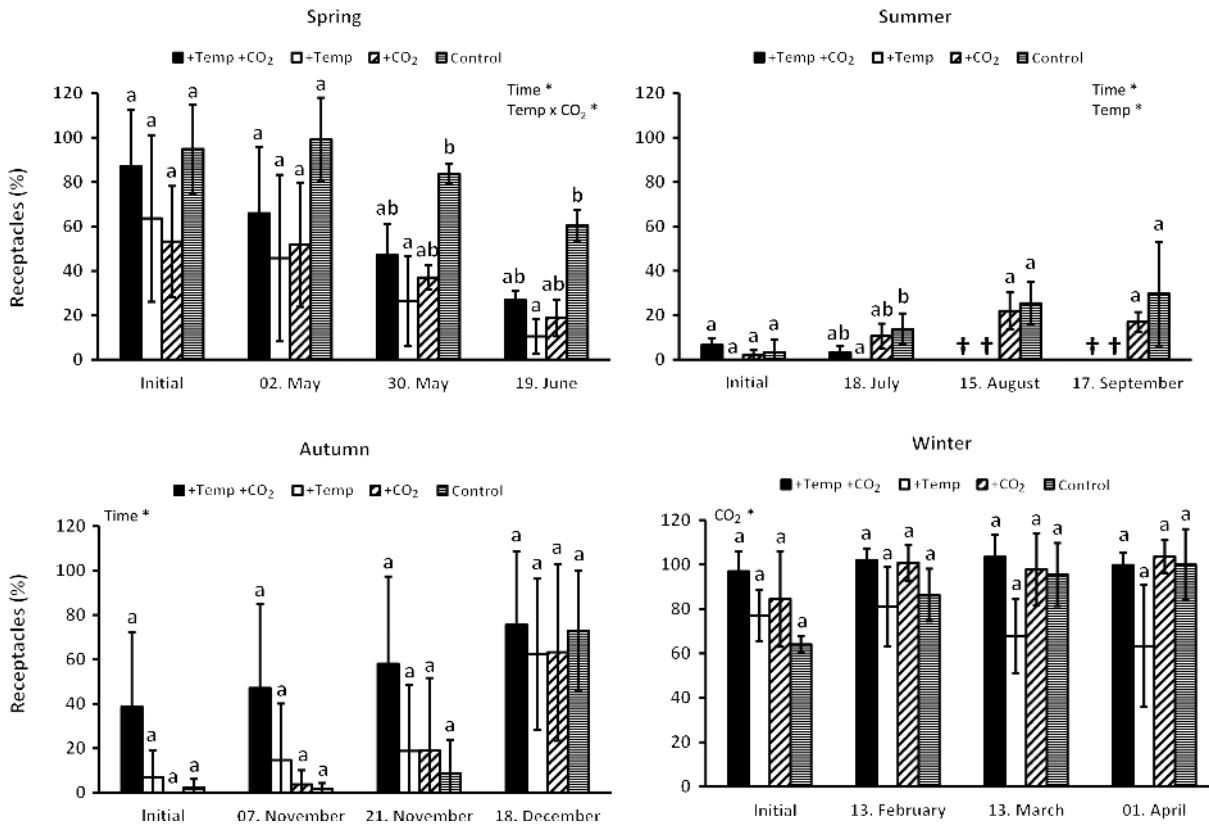 Spring
+Temp +CO₂ +Temp +CO₂ Control
Time *
Temp x CO₂ *
Receptacles (%)
120
100
80
60
40
20
0
a a a a
a a a a
ab a ab b
ab a ab b
Initial 02. May 30. May 19. June
Summer
+Temp +CO₂ +Temp +CO₂ Control
Time *
Temp *
120
100
80
60
40
20
0
a a a a
ab a ab b
† † a a
† † a a
Initial 18. July 15. August 17. September
Autumn
+Temp +CO₂ +Temp +CO₂ Control
Time *
Receptacles (%)
120
100
80
60
40
20
0
a a a a
a a a a
a a a a
a a a a
Initial 07. November 21. November 18. December
Winter
+Temp +CO₂ +Temp +CO₂ Control
CO₂ *
120
100
80
60
40
20
0
a a a a
a a a a
a a a a
a a a a
Initial 13. February 13. March 01. April